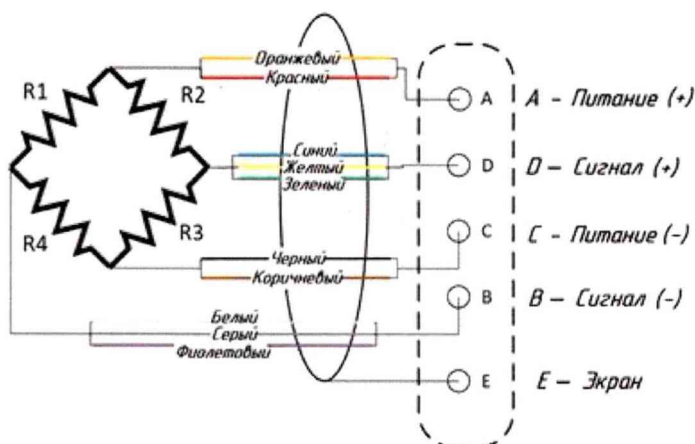 Оранжевый
Красный
R1
R2
A
A - Питание (+)
Синий
Желтый
Зеленый
D
D - Сигнал (+)
R4
R3
C
C - Питание (-)
Черный
Коричневый
B
B - Сигнал (-)
Белый
Серый
Фиолетовый
E
E - Экран